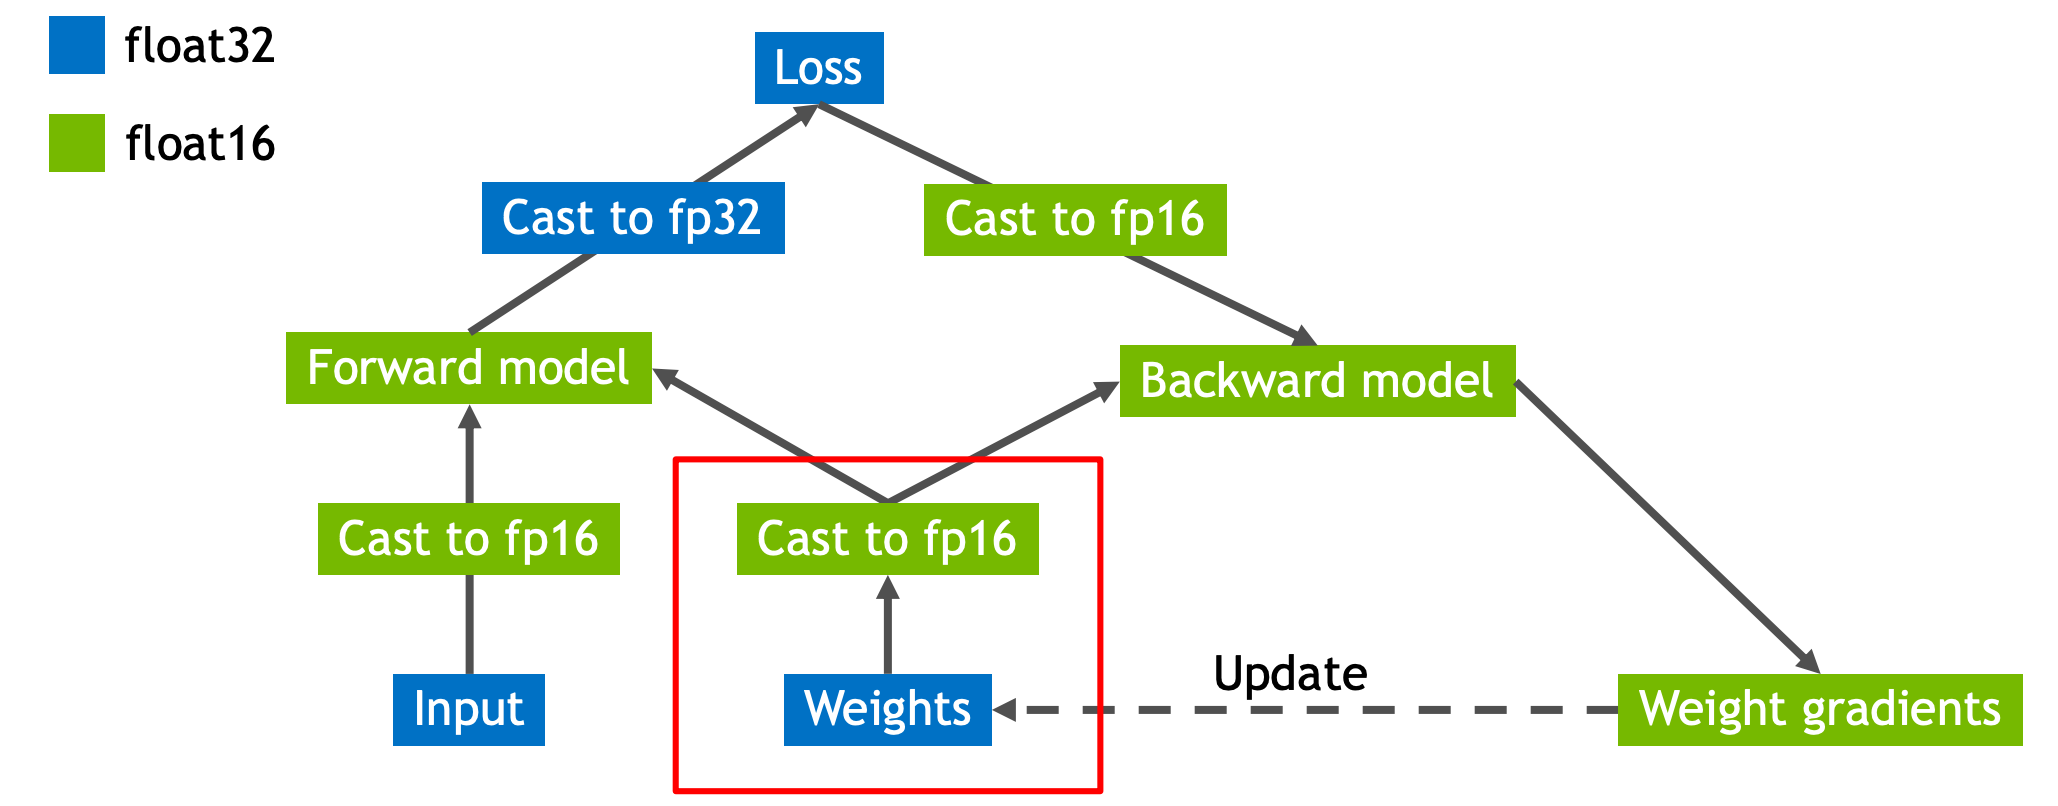 float32
float16
Loss
Cast to fp32
Cast to fp16
Forward model
Backward model
Cast to fp16
Cast to fp16
Update
Input
Weights
Weight gradients